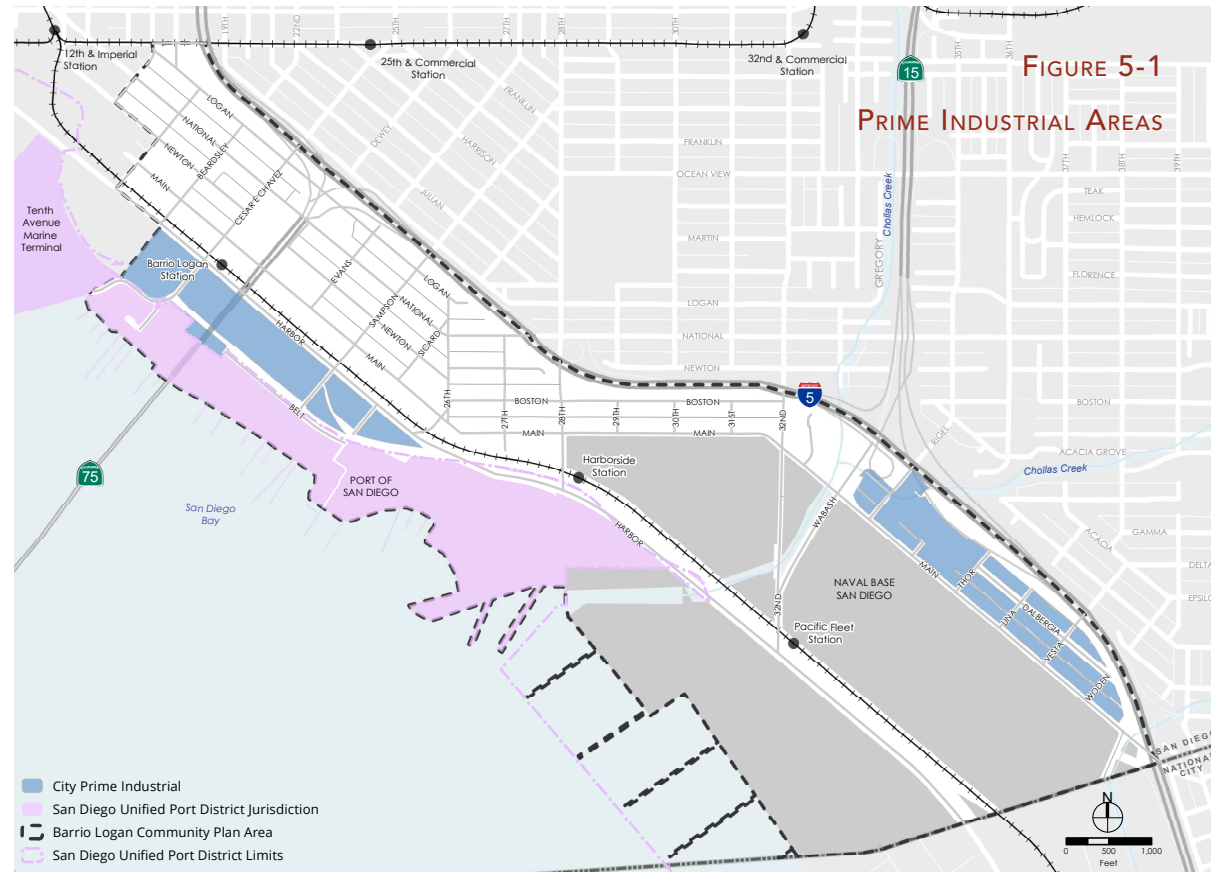 FIGURE 5-1
PRIME INDUSTRIAL AREAS
19TH
22ND
25TH
28TH
30TH
35TH
36TH
12th & Imperial
Station
25th & Commercial
Station
32nd & Commercial
Station
CALIFORNIA
15
LOGAN
NATIONAL
NEWTON
MAIN
BEARDSLEY
CESAR E CHAVEZ
FRANKLIN
DEWEY
HARRISON
JULIAN
FRANKLIN
OCEAN VIEW
MARTIN
LOGAN
NATIONAL
NEWTON
GREGORY
Chollas Creek
37TH
38TH
39TH
TEAK
HEMLOCK
FLORENCE
BOSTON
ACACIA GROVE
Chollas Creek
RIGEL
ACACIA
GAMMA
DELTA
EPSILO
Tenth
Avenue
Marine
Terminal
Barrio Logan
Station
EVANS
SAMPSON
SICARD
LOGAN
NATIONAL
NEWTON
MAIN
HARBOR
BELT
26TH
27TH
28TH
29TH
30TH
31ST
32ND
BOSTON
BOSTON
MAIN
MAIN
INTERSTATE
5
CALIFORNIA
75
San Diego
Bay
PORT OF
SAN DIEGO
Harborside
Station
HARBOR
WABASH
NAVAL BASE
SAN DIEGO
32ND
Pacific Fleet
Station
MAIN
THOR
UNA
DALBERGIA
VESTA
WODEN
SAN DIEGO
NATIONAL
CITY
City Prime Industrial
San Diego Unified Port District Jurisdiction
Barrio Logan Community Plan Area
San Diego Unified Port District Limits
N
0 500 1,000
Feet